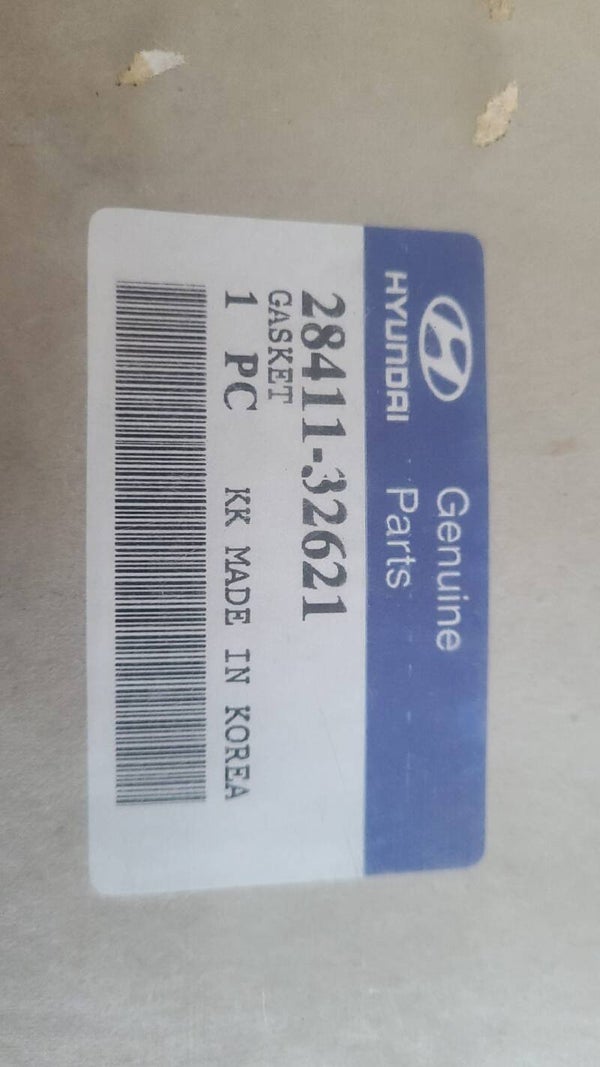 HYUNDAI
Genuine
Parts
28411-32621
GASKET
1 PC KK MADE IN KOREA